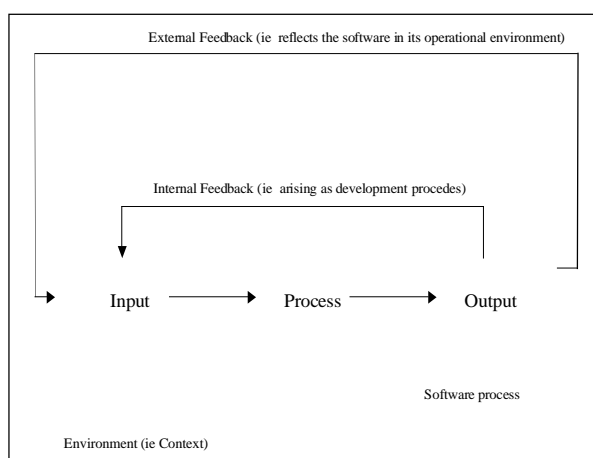 External Feedback (ie reflects the software in its operational environment)
Internal Feedback (ie arising as development procedes)
Input
Process
Output
Software process
Environment (ie Context)